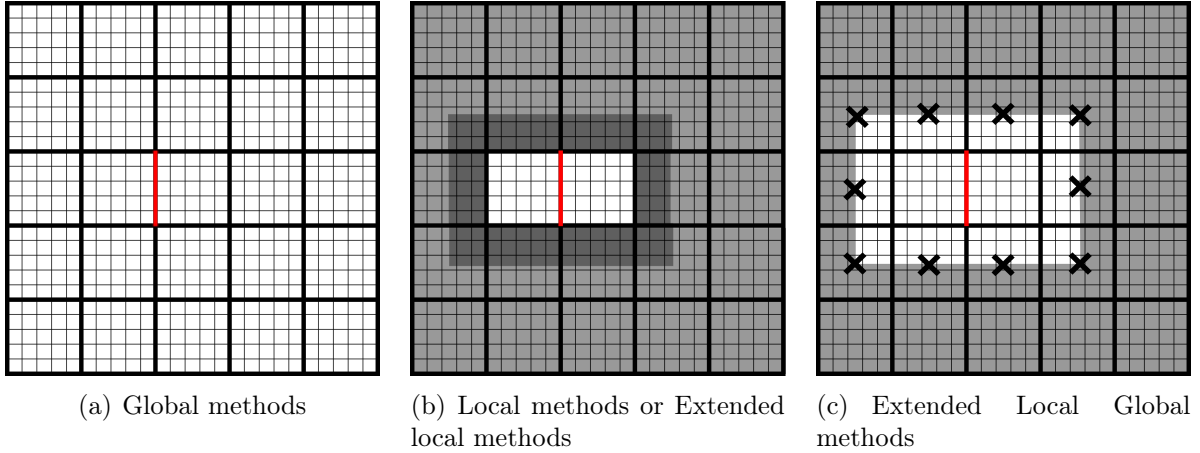 (a) Global methods
(b) Local methods or Extended
local methods
(c) Extended Local Global
methods